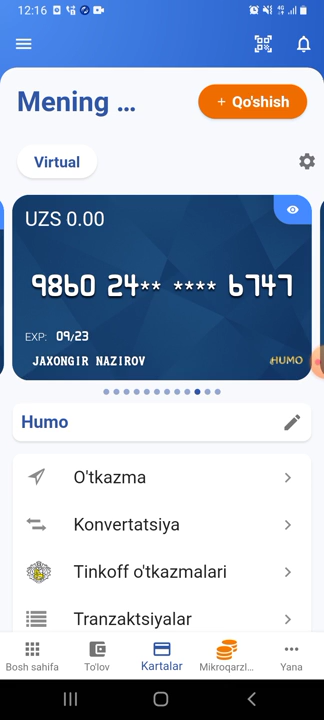 12:16
Mening ...
+ Qo'shish
Virtual
UZS 0.00
9860 24** **** 6747
EXP: 09/23
JAXONGIR NAZIROV
HUMO
Humo
O'tkazma
Konvertatsiya
Tinkoff o'tkazmalari
Tranzaktsiyalar
Bosh sahifa
To'lov
Kartalar
Mikroqarzl...
Yana